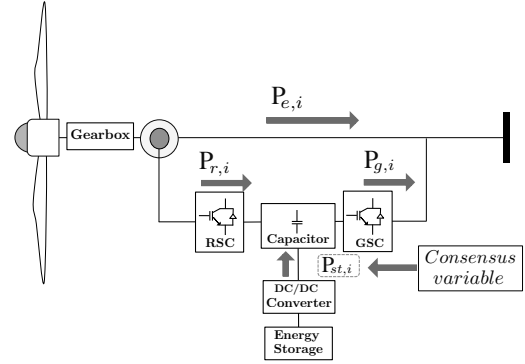 P_{e,i}
Gearbox
P_{r,i}
P_{g,i}
RSC
Capacitor
GSC
P_{st,i}
Consensus
variable
DC/DC
Converter
Energy
Storage